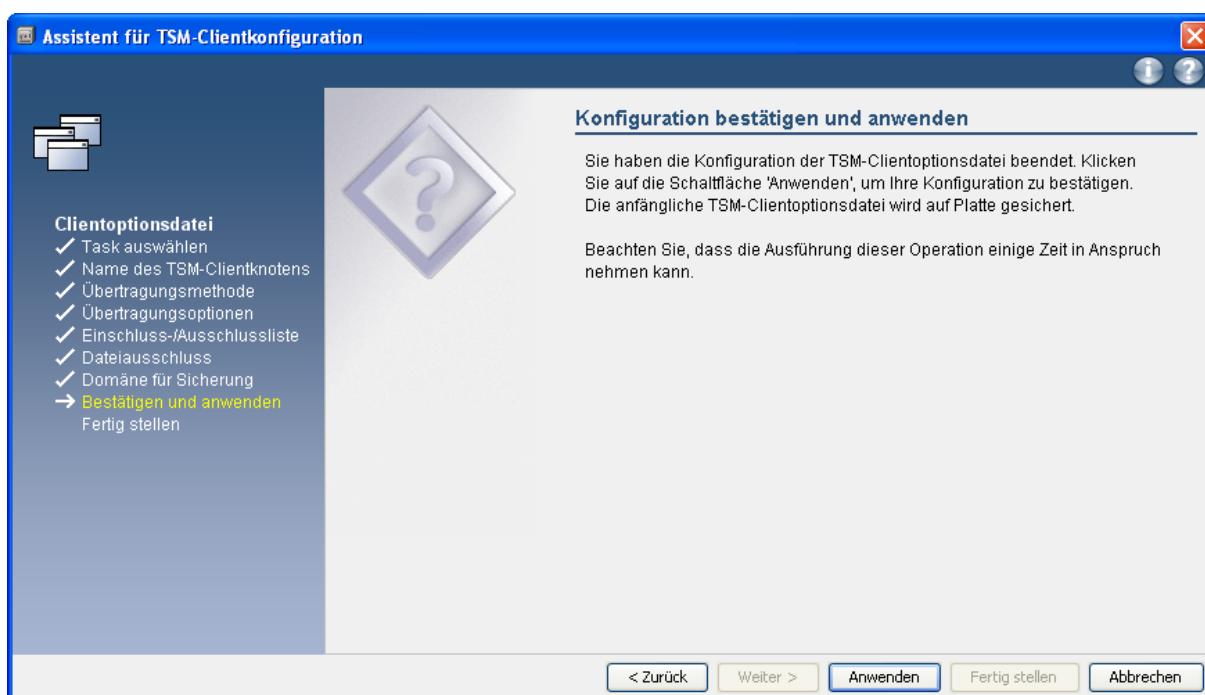 Assistent für TSM-Clientkonfiguration
Clientoptionsdatei
Task auswählen
Name des TSM-Clientknotens
Übertragungsmethode
Übertragungsoptionen
Einschluss-/Ausschlussliste
Dateiausschluss
Domäne für Sicherung
Bestätigen und anwenden
Fertig stellen
Konfiguration bestätigen und anwenden
Sie haben die Konfiguration der TSM-Clientoptionsdatei beendet. Klicken
Sie auf die Schaltfläche 'Anwenden', um Ihre Konfiguration zu bestätigen.
Die anfängliche TSM-Clientoptionsdatei wird auf Platte gesichert.
Beachten Sie, dass die Ausführung dieser Operation einige Zeit in Anspruch
nehmen kann.
< Zurück Weiter > Anwenden Fertig stellen Abbrechen